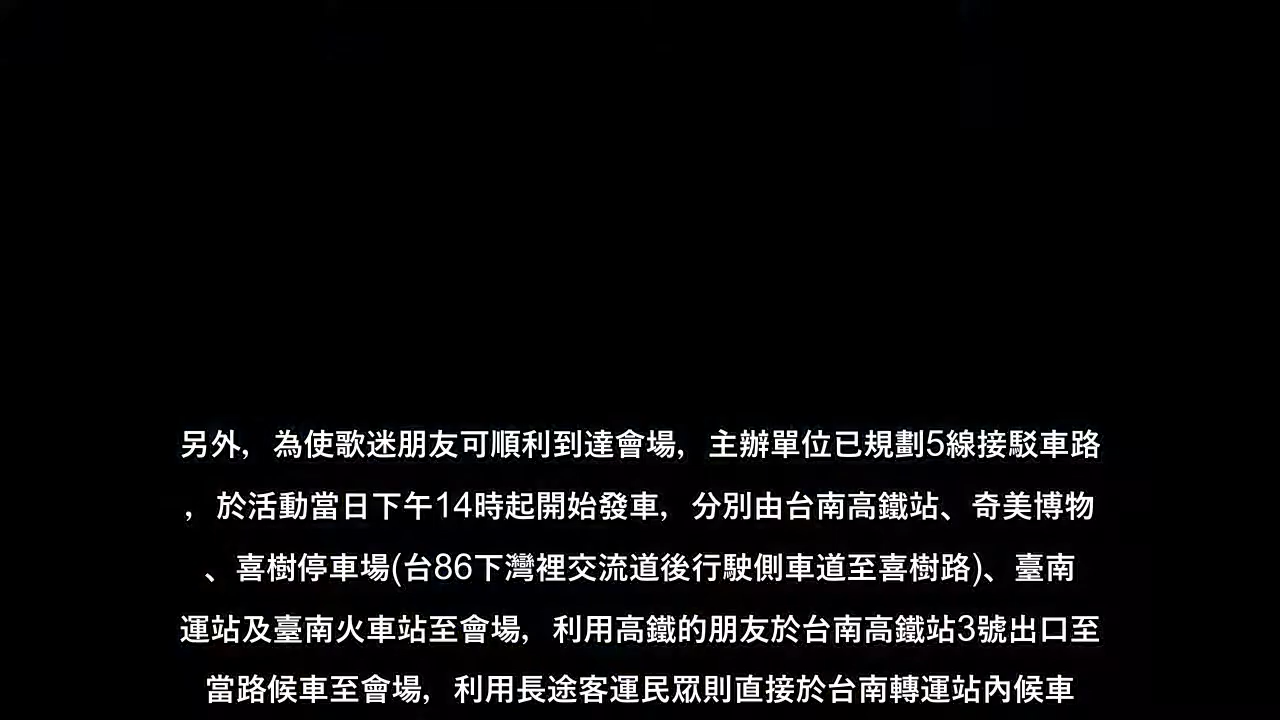 另外，為使歌迷朋友可順利到達會場，主辦單位已規劃5線接駁車路
，於活動當日下午14時起開始發車，分別由台南高鐵站、奇美博物
、喜樹停車場(台86下灣裡交流道後行駛側車道至喜樹路)、臺南
運站及臺南火車站至會場，利用高鐵的朋友於台南高鐵站3號出口至
當路候車至會場，利用長途客運民眾則直接於台南轉運站內候車